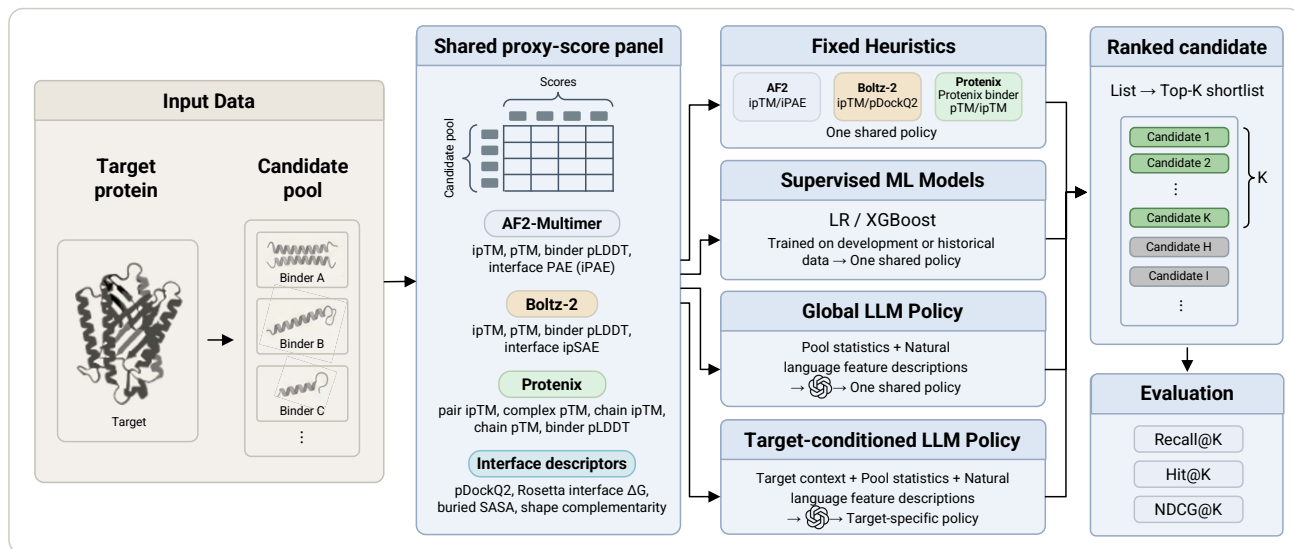 Input Data
Target
protein
Candidate
pool
Target
Binder A
Binder B
Binder C
⋮
Shared proxy-score panel
Scores
Candidate pool
AF2-Multimer
ipTM, pTM, binder pLDDT,
interface PAE (iPAE)
Boltz-2
ipTM, pTM, binder pLDDT,
interface ipSAE
Protenix
pair ipTM, complex pTM, chain ipTM,
chain pTM, binder pLDDT
Interface descriptors
pDockQ2, Rosetta interface ΔG,
buried SASA, shape complementarity
Fixed Heuristics
AF2
ipTM/iPAE
Boltz-2
ipTM/pDockQ2
Protenix
Protenix binder
pTM/ipTM
One shared policy
Supervised ML Models
LR / XGBoost
Trained on development or historical
data → One shared policy
Global LLM Policy
Pool statistics + Natural
language feature descriptions
→ → One shared policy
Target-conditioned LLM Policy
Target context + Pool statistics + Natural
language feature descriptions
→ → Target-specific policy
Ranked candidate
List → Top-K shortlist
Candidate 1
Candidate 2
⋮
Candidate K
K
Candidate H
Candidate I
⋮
Evaluation
Recall@K
Hit@K
NDCG@K